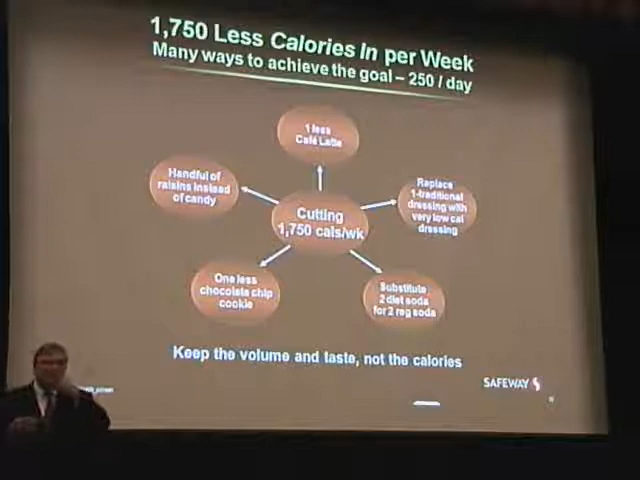 1,750 Less Calories In per Week
Many ways to achieve the goal – 250 / day
1 less
Café Latte
Handful of
raisins instead
of candy
Replace
1-traditional
dressing with
very low cal
dressing
Cutting
1,750 cals/wk
One less
chocolate chip
cookie
Substitute
2 diet soda
for 2 reg soda
Keep the volume and taste, not the calories
SAFEWAY